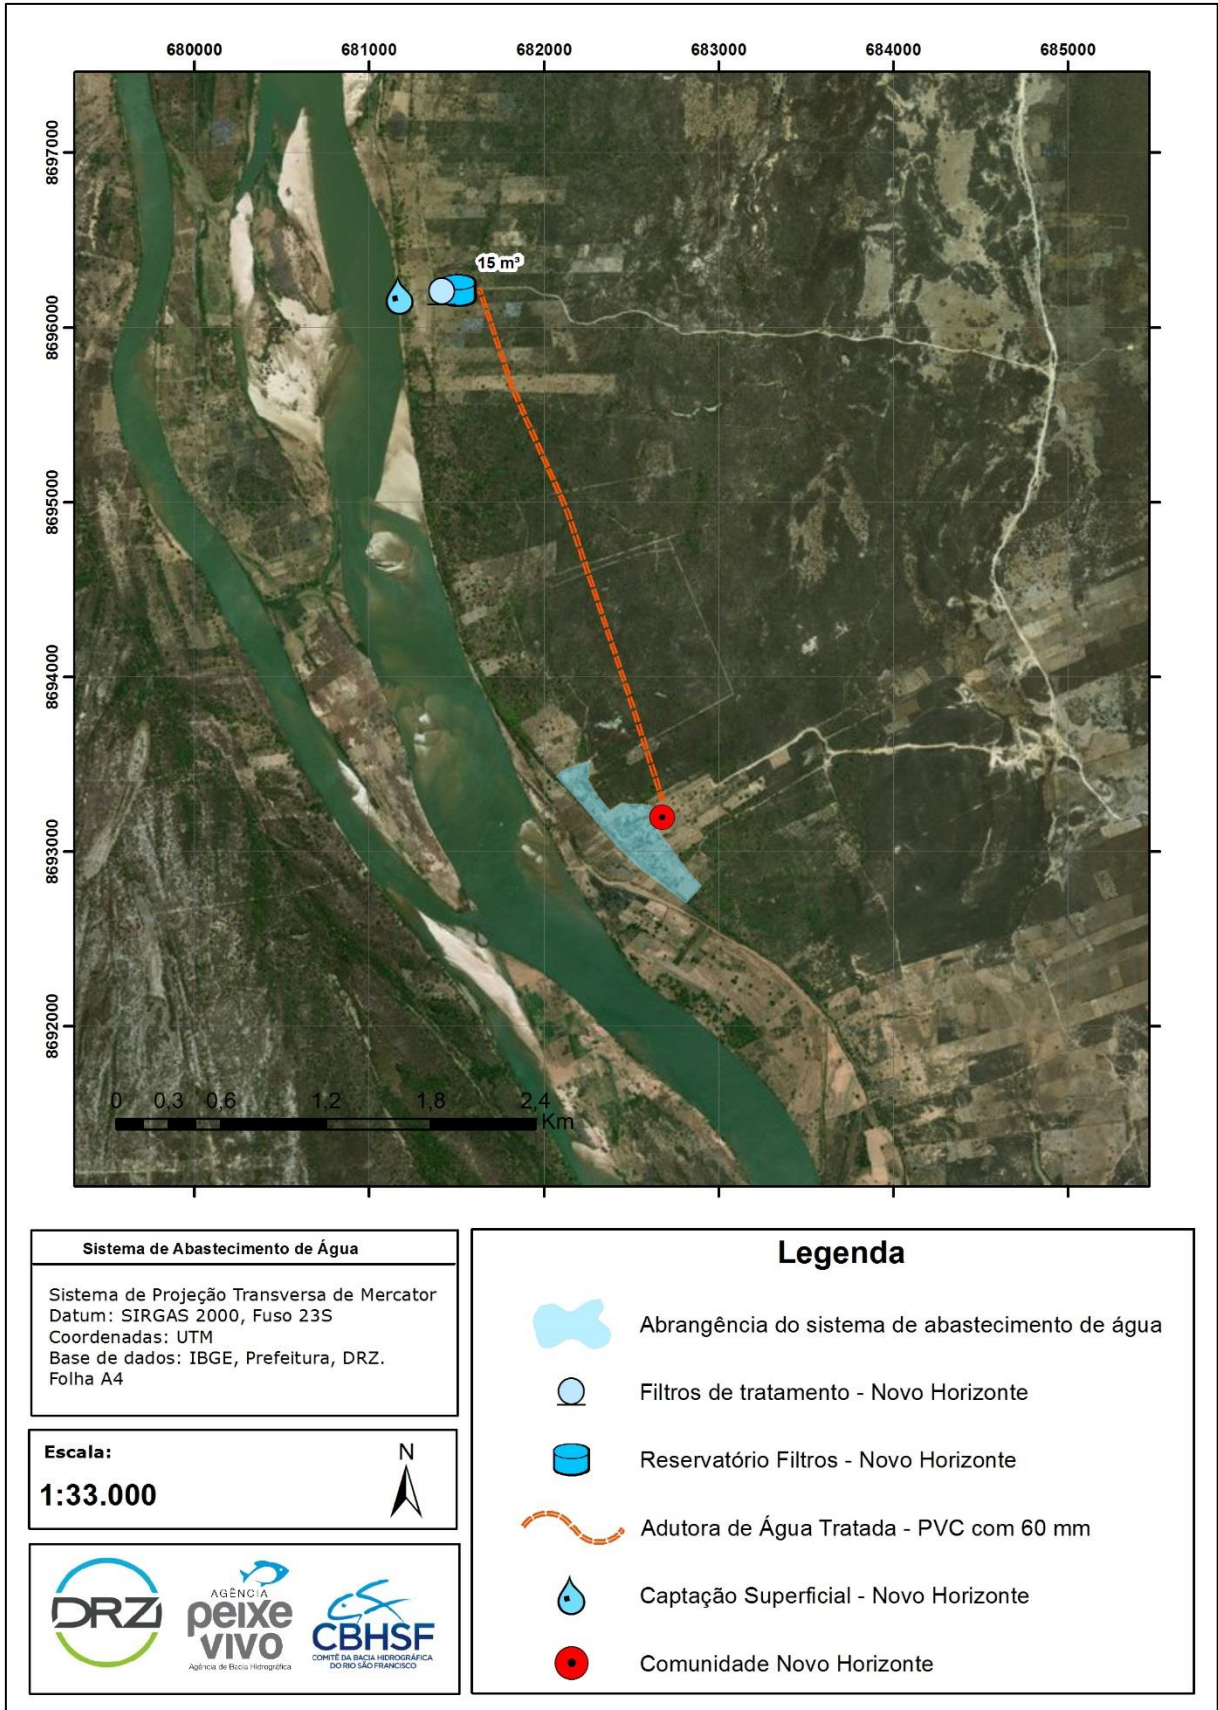 680000 681000 682000 683000 684000 685000
8697000
8696000
8695000
8694000
8693000
8692000
15 m³
0 0,3 0,6 1,2 1,8 2,4
Km
Sistema de Abastecimento de Água
Sistema de Projeção Transversa de Mercator
Datum: SIRGAS 2000, Fuso 23S
Coordenadas: UTM
Base de dados: IBGE, Prefeitura, DRZ.
Folha A4
Escala:
1:33.000
N
DRZ
AGÊNCIA
peixe
vivo
Agência de Bacia Hidrográfica
CBHSF
COMITÊ DA BACIA HIDROGRÁFICA
DO RIO SÃO FRANCISCO
Legenda
Abrangência do sistema de abastecimento de água
Filtros de tratamento - Novo Horizonte
Reservatório Filtros - Novo Horizonte
Adutora de Água Tratada - PVC com 60 mm
Captação Superficial - Novo Horizonte
Comunidade Novo Horizonte